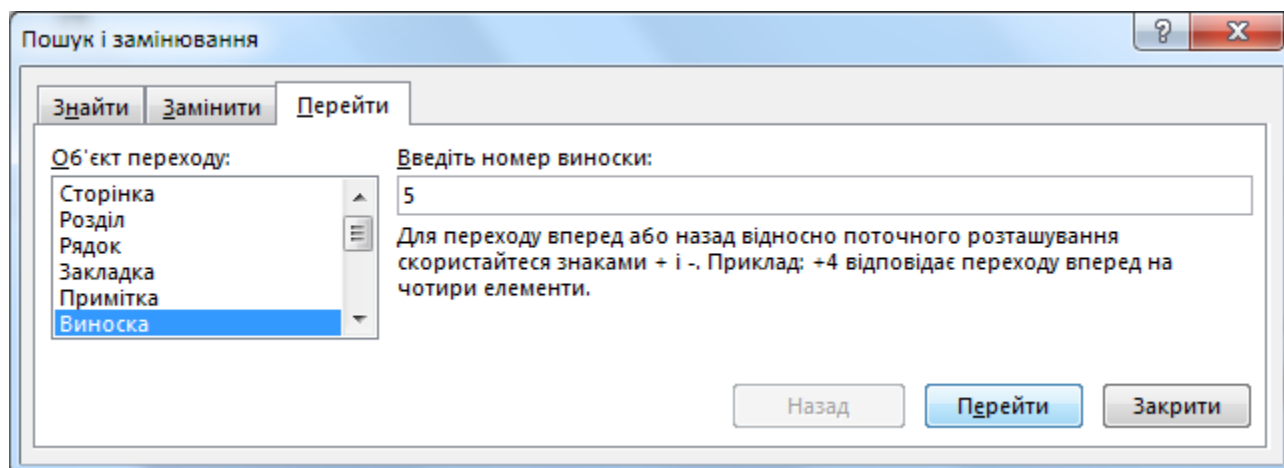 Пошук і замінювання
Знайти Замінити Перейти
Об'єкт переходу:
Сторінка
Розділ
Рядок
Закладка
Примітка
Виноска
Введіть номер виноски:
5
Для переходу вперед або назад відносно поточного розташування
скористайтеся знаками + і -. Приклад: +4 відповідає переходу вперед на
чотири елементи.
Назад Перейти Закрити